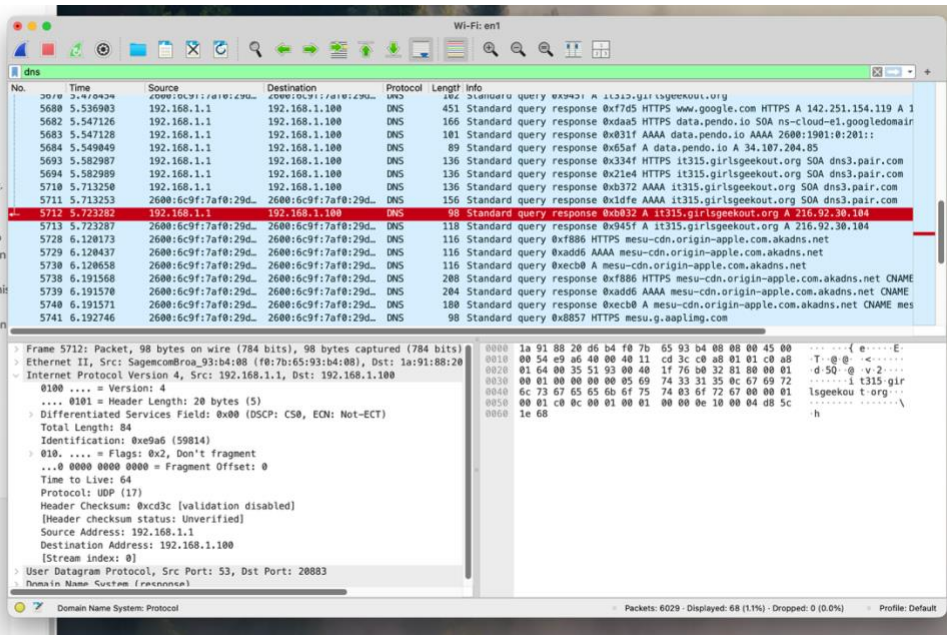 Wi-Fi: en1
dns
No. Time Source Destination Protocol Length Info
5670 5.478454 2600:6c9f:7af0:29d… 2600:6c9f:7af0:29d… DNS 102 Standard query 0x945f A it315.girlsgeekout.org
5680 5.536903 192.168.1.1 192.168.1.100 DNS 451 Standard query response 0xf7d5 HTTPS www.google.com HTTPS A 142.251.154.119 A 1
5682 5.547126 192.168.1.1 192.168.1.100 DNS 166 Standard query response 0xdaa5 HTTPS data.pendo.io SOA ns-cloud-e1.googledomain
5683 5.547128 192.168.1.1 192.168.1.100 DNS 101 Standard query response 0x031f AAAA data.pendo.io AAAA 2600:1901:0:201::
5684 5.549049 192.168.1.1 192.168.1.100 DNS 89 Standard query response 0x65af A data.pendo.io A 34.107.204.85
5693 5.582987 192.168.1.1 192.168.1.100 DNS 136 Standard query response 0x334f HTTPS it315.girlsgeekout.org SOA dns3.pair.com
5694 5.582989 192.168.1.1 192.168.1.100 DNS 136 Standard query response 0x21e4 HTTPS it315.girlsgeekout.org SOA dns3.pair.com
5710 5.713250 192.168.1.1 192.168.1.100 DNS 136 Standard query response 0xb372 AAAA it315.girlsgeekout.org SOA dns3.pair.com
5711 5.713253 2600:6c9f:7af0:29d… 2600:6c9f:7af0:29d… DNS 156 Standard query response 0x1dfe AAAA it315.girlsgeekout.org SOA dns3.pair.com
5712 5.723282 192.168.1.1 192.168.1.100 DNS 98 Standard query response 0xb032 A it315.girlsgeekout.org A 216.92.30.104
5713 5.723287 2600:6c9f:7af0:29d… 2600:6c9f:7af0:29d… DNS 118 Standard query response 0x945f A it315.girlsgeekout.org A 216.92.30.104
5728 6.120173 2600:6c9f:7af0:29d… 2600:6c9f:7af0:29d… DNS 116 Standard query 0xf886 HTTPS mesu-cdn.origin-apple.com.akadns.net
5729 6.120437 2600:6c9f:7af0:29d… 2600:6c9f:7af0:29d… DNS 116 Standard query 0xadd6 AAAA mesu-cdn.origin-apple.com.akadns.net
5730 6.120658 2600:6c9f:7af0:29d… 2600:6c9f:7af0:29d… DNS 116 Standard query 0xecb0 A mesu-cdn.origin-apple.com.akadns.net
5738 6.191568 2600:6c9f:7af0:29d… 2600:6c9f:7af0:29d… DNS 208 Standard query response 0xf886 HTTPS mesu-cdn.origin-apple.com.akadns.net CNAME
5739 6.191570 2600:6c9f:7af0:29d… 2600:6c9f:7af0:29d… DNS 204 Standard query response 0xadd6 AAAA mesu-cdn.origin-apple.com.akadns.net CNAME
5740 6.191571 2600:6c9f:7af0:29d… 2600:6c9f:7af0:29d… DNS 180 Standard query response 0xecb0 A mesu-cdn.origin-apple.com.akadns.net CNAME mes
5741 6.192746 2600:6c9f:7af0:29d… 2600:6c9f:7af0:29d… DNS 98 Standard query 0x8857 HTTPS mesu.g.aaplimg.com
Frame 5712: Packet, 98 bytes on wire (784 bits), 98 bytes captured (784 bits)
Ethernet II, Src: SagemcomBroa_93:b4:08 (f0:7b:65:93:b4:08), Dst: 1a:91:88:20
Internet Protocol Version 4, Src: 192.168.1.1, Dst: 192.168.1.100
0100 .... = Version: 4
.... 0101 = Header Length: 20 bytes (5)
Differentiated Services Field: 0x00 (DSCP: CS0, ECN: Not-ECT)
Total Length: 84
Identification: 0xe9a6 (59814)
010. .... = Flags: 0x2, Don't fragment
...0 0000 0000 0000 = Fragment Offset: 0
Time to Live: 64
Protocol: UDP (17)
Header Checksum: 0xcd3c [validation disabled]
[Header checksum status: Unverified]
Source Address: 192.168.1.1
Destination Address: 192.168.1.100
[Stream index: 0]
User Datagram Protocol, Src Port: 53, Dst Port: 20883
Domain Name System (response)
0000 1a 91 88 20 d6 b4 f0 7b 65 93 b4 08 08 00 45 00 ··· ···{ e·····E·
0010 00 54 e9 a6 40 00 40 11 cd 3c c0 a8 01 01 c0 a8 ·T··@·@· ·<······
0020 01 64 00 35 51 93 00 40 1f 76 b0 32 81 80 00 01 ·d·5Q··@ ·v·2····
0030 00 01 00 00 00 00 05 69 74 33 31 35 0c 67 69 72 ·······i t315·gir
0040 6c 73 67 65 65 6b 6f 75 74 03 6f 72 67 00 00 01 lsgeekou t·org···
0050 00 01 c0 0c 00 01 00 01 00 00 0e 10 00 04 d8 5c ········ ·······\
0060 1e 68 ·h
Domain Name System: Protocol
Packets: 6029 · Displayed: 68 (1.1%) · Dropped: 0 (0.0%)
Profile: Default